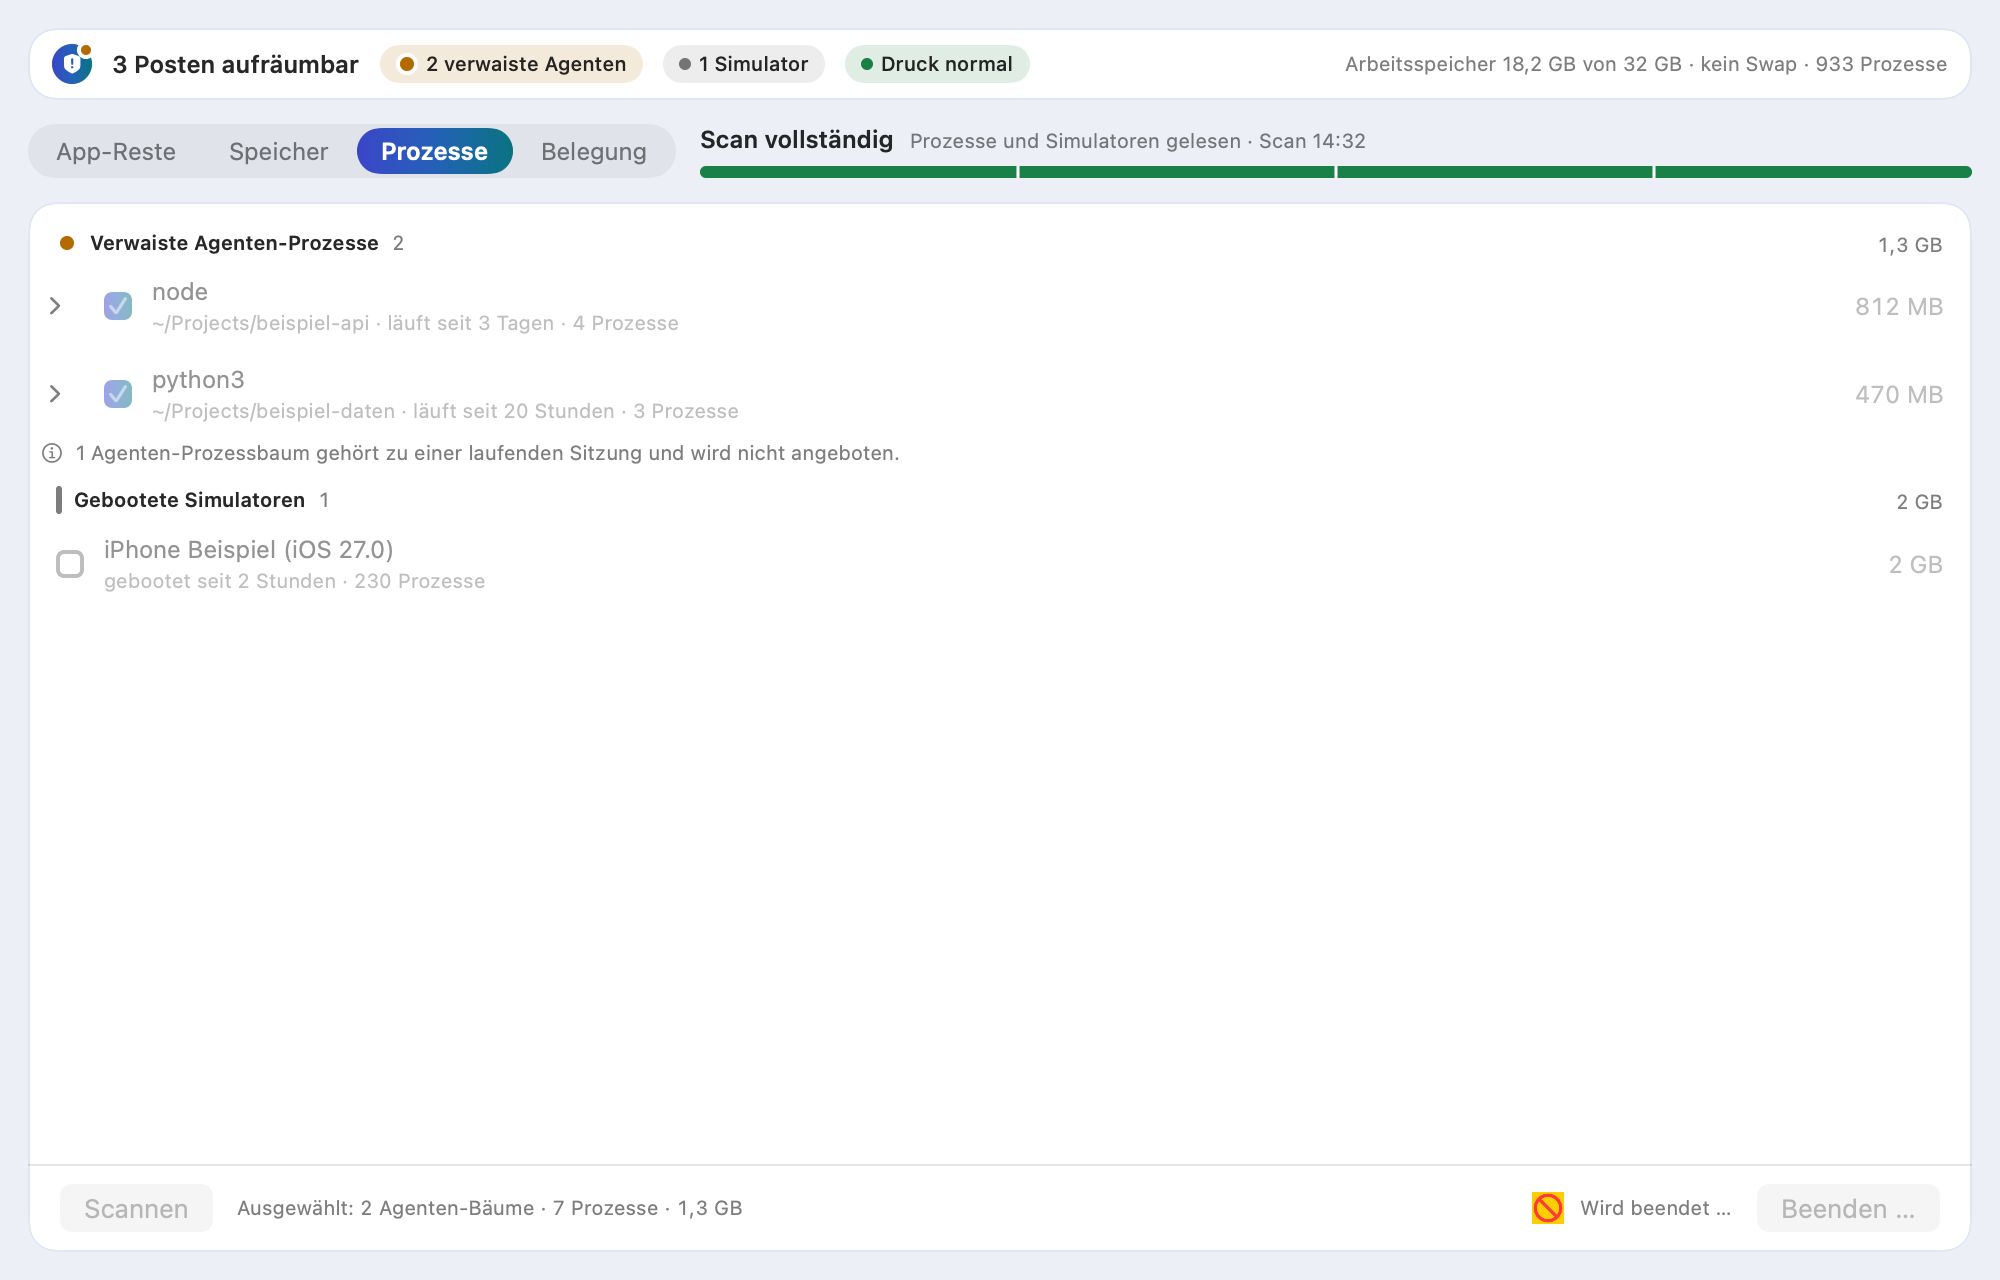 3 Posten aufräumbar
2 verwaiste Agenten
1 Simulator
Druck normal
Arbeitsspeicher 18,2 GB von 32 GB · kein Swap · 933 Prozesse
App-Reste
Speicher
Prozesse
Belegung
Scan vollständig
Prozesse und Simulatoren gelesen · Scan 14:32
Verwaiste Agenten-Prozesse 2
1,3 GB
node
812 MB
~/Projects/beispiel-api · läuft seit 3 Tagen · 4 Prozesse
python3
470 MB
~/Projects/beispiel-daten · läuft seit 20 Stunden · 3 Prozesse
1 Agenten-Prozessbaum gehört zu einer laufenden Sitzung und wird nicht angeboten.
Gebootete Simulatoren 1
2 GB
iPhone Beispiel (iOS 27.0)
2 GB
gebootet seit 2 Stunden · 230 Prozesse
Scannen
Ausgewählt: 2 Agenten-Bäume · 7 Prozesse · 1,3 GB
Wird beendet ...
Beenden ...